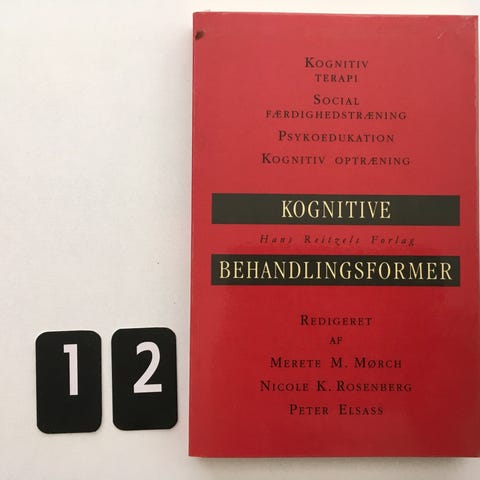 KOGNITIV
TERAPI
SOCIAL
FÆRDIGHEDSTRÆNING
PSYKOEDUKATION
KOGNITIV OPTRÆNING
KOGNITIVE
Hans Reitzels Forlag
BEHANDLINGSFORMER
REDIGERET
AF
MERETE M. MØRCH
NICOLE K. ROSENBERG
PETER ELSASS
1 2